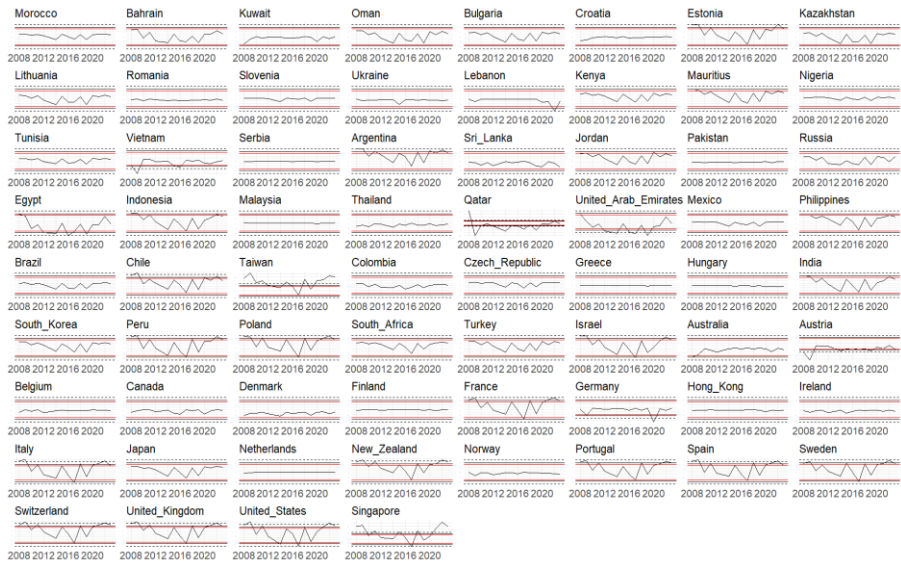 Morocco Bahrain Kuwait Oman Bulgaria Croatia Estonia Kazakhstan
2008 2012 2016 2020 2008 2012 2016 2020 2008 2012 2016 2020 2008 2012 2016 2020 2008 2012 2016 2020 2008 2012 2016 2020 2008 2012 2016 2020 2008 2012 2016 2020
Lithuania Romania Slovenia Ukraine Lebanon Kenya Mauritius Nigeria
2008 2012 2016 2020 2008 2012 2016 2020 2008 2012 2016 2020 2008 2012 2016 2020 2008 2012 2016 2020 2008 2012 2016 2020 2008 2012 2016 2020 2008 2012 2016 2020
Tunisia Vietnam Serbia Argentina Sri_Lanka Jordan Pakistan Russia
2008 2012 2016 2020 2008 2012 2016 2020 2008 2012 2016 2020 2008 2012 2016 2020 2008 2012 2016 2020 2008 2012 2016 2020 2008 2012 2016 2020 2008 2012 2016 2020
Egypt Indonesia Malaysia Thailand Qatar United_Arab_Emirates Mexico Philippines
2008 2012 2016 2020 2008 2012 2016 2020 2008 2012 2016 2020 2008 2012 2016 2020 2008 2012 2016 2020 2008 2012 2016 2020 2008 2012 2016 2020 2008 2012 2016 2020
Brazil Chile Taiwan Colombia Czech_Republic Greece Hungary India
2008 2012 2016 2020 2008 2012 2016 2020 2008 2012 2016 2020 2008 2012 2016 2020 2008 2012 2016 2020 2008 2012 2016 2020 2008 2012 2016 2020 2008 2012 2016 2020
South_Korea Peru Poland South_Africa Turkey Israel Australia Austria
2008 2012 2016 2020 2008 2012 2016 2020 2008 2012 2016 2020 2008 2012 2016 2020 2008 2012 2016 2020 2008 2012 2016 2020 2008 2012 2016 2020 2008 2012 2016 2020
Belgium Canada Denmark Finland France Germany Hong_Kong Ireland
2008 2012 2016 2020 2008 2012 2016 2020 2008 2012 2016 2020 2008 2012 2016 2020 2008 2012 2016 2020 2008 2012 2016 2020 2008 2012 2016 2020 2008 2012 2016 2020
Italy Japan Netherlands New_Zealand Norway Portugal Spain Sweden
2008 2012 2016 2020 2008 2012 2016 2020 2008 2012 2016 2020 2008 2012 2016 2020 2008 2012 2016 2020 2008 2012 2016 2020 2008 2012 2016 2020 2008 2012 2016 2020
Switzerland United_Kingdom United_States Singapore
2008 2012 2016 2020 2008 2012 2016 2020 2008 2012 2016 2020 2008 2012 2016 2020